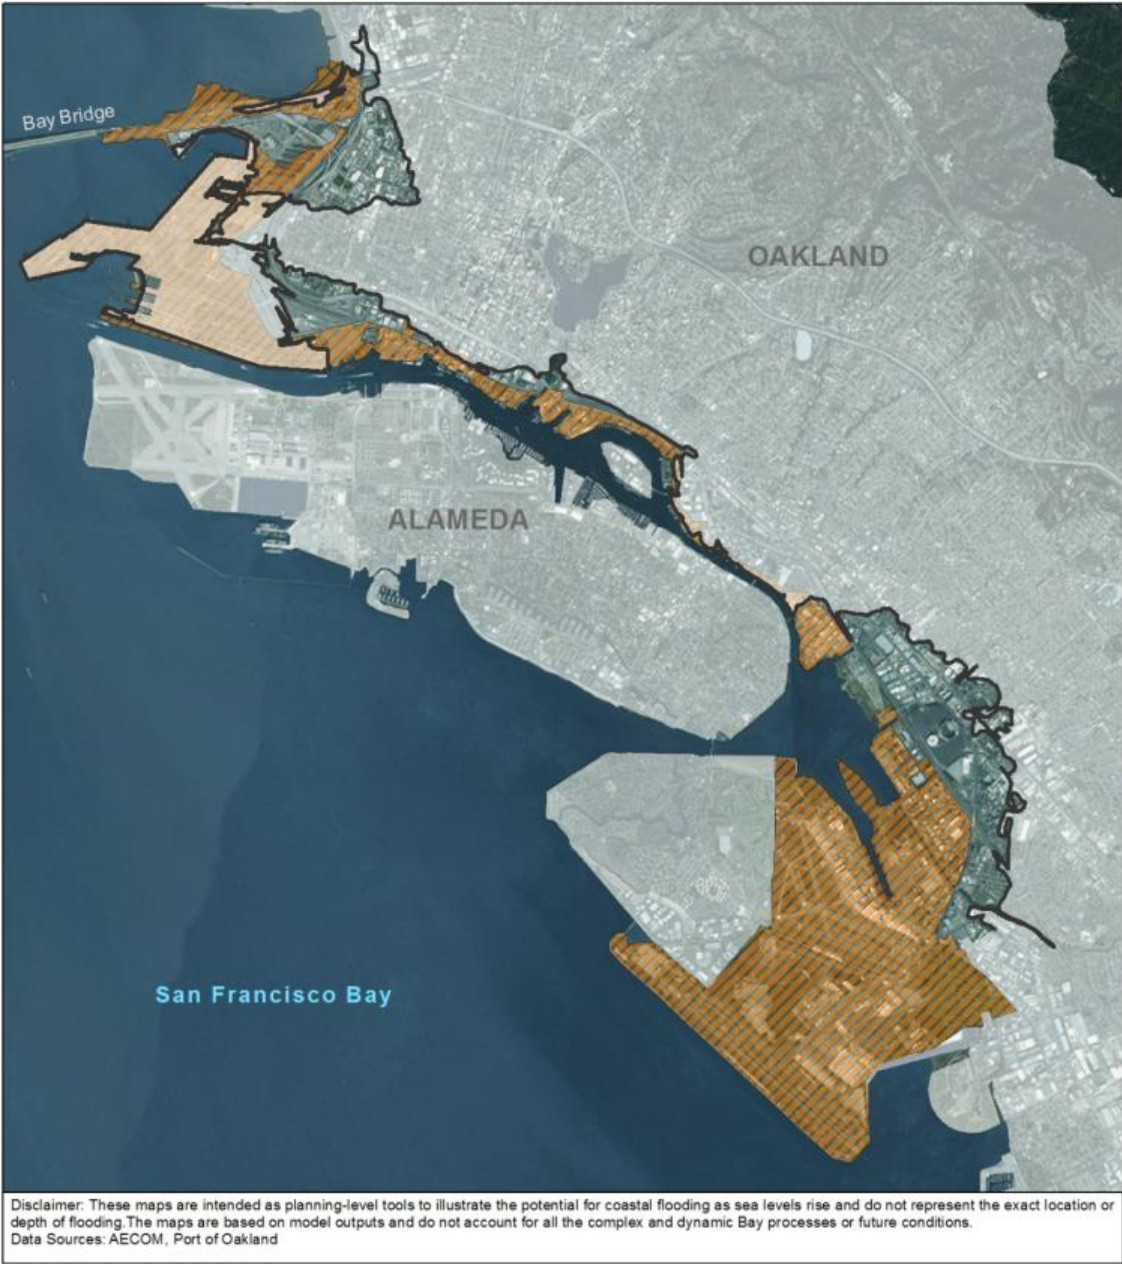 Bay Bridge
OAKLAND
ALAMEDA
San Francisco Bay
Disclaimer: These maps are intended as planning-level tools to illustrate the potential for coastal flooding as sea levels rise and do not represent the exact location or
depth of flooding.The maps are based on model outputs and do not account for all the complex and dynamic Bay processes or future conditions.
Data Sources: AECOM, Port of Oakland